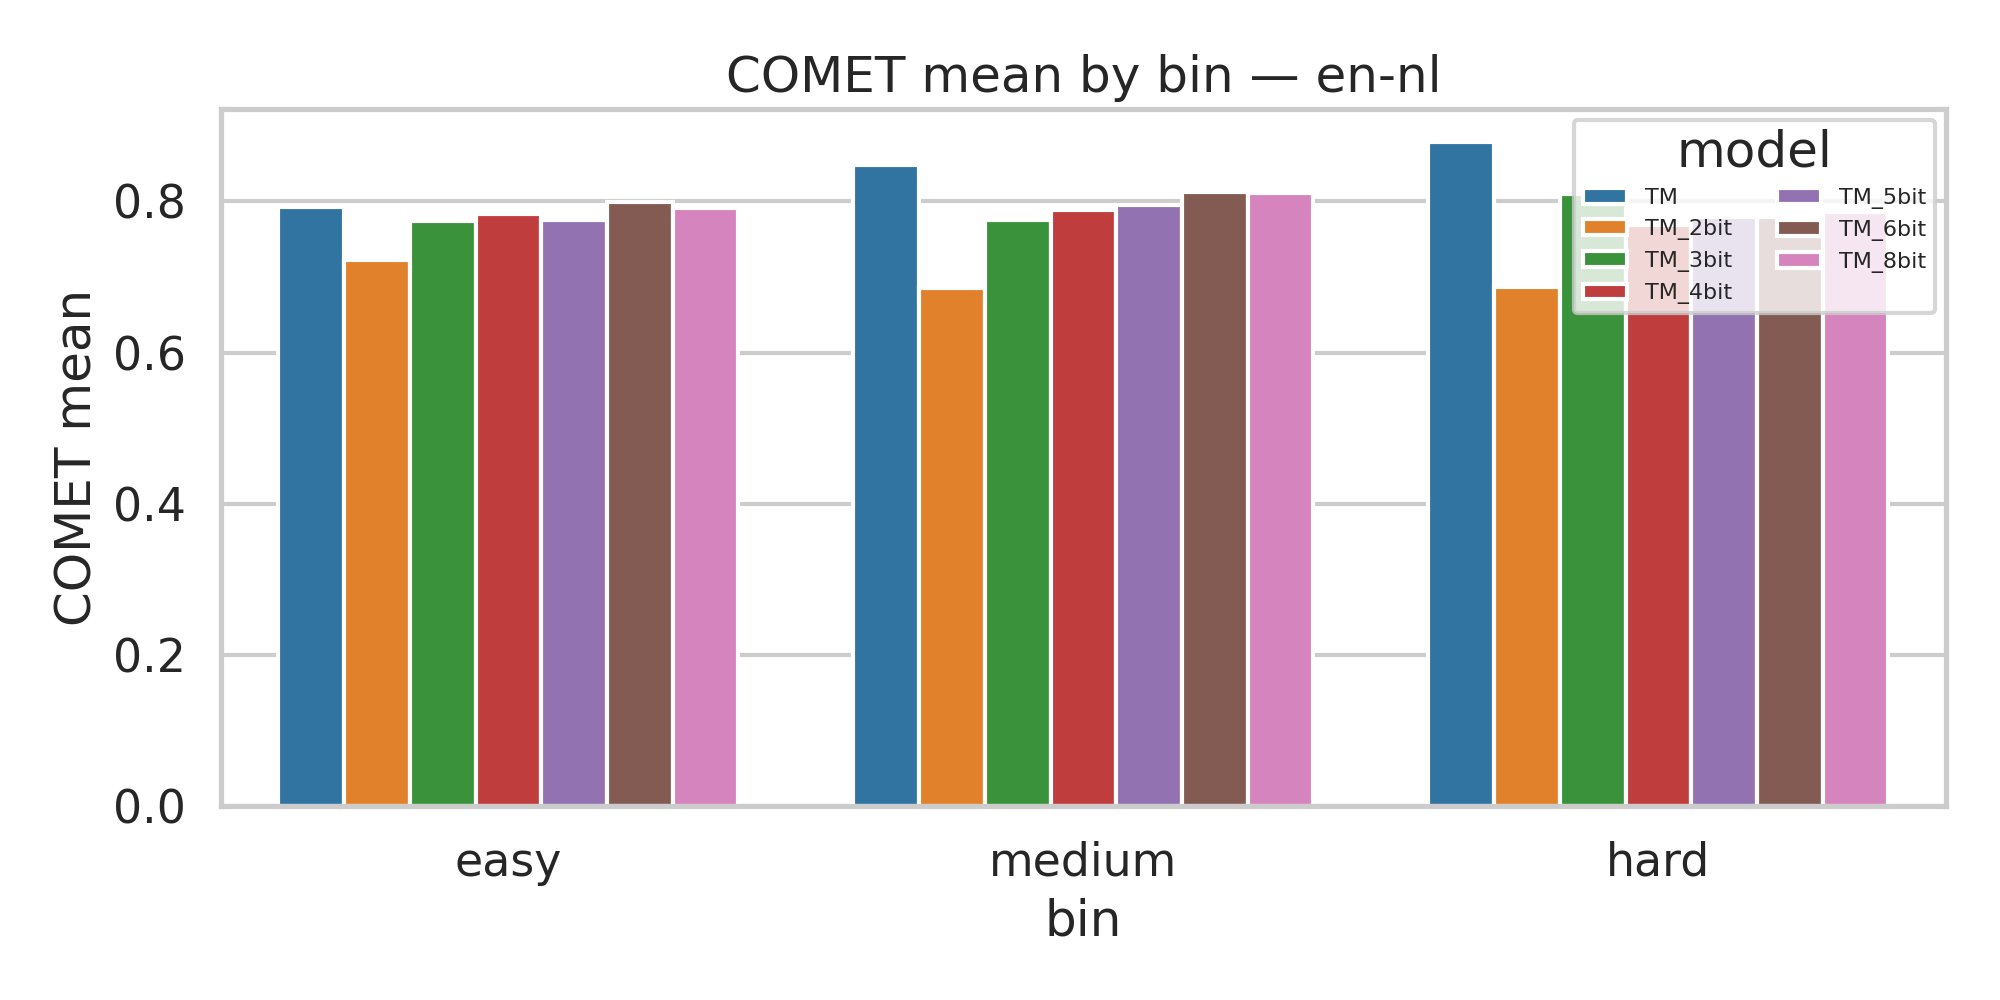 COMET mean by bin — en-nl
COMET mean
0.8
0.6
0.4
0.2
0.0
model
TM
TM_2bit
TM_3bit
TM_4bit
TM_5bit
TM_6bit
TM_8bit
easy
medium
hard
bin